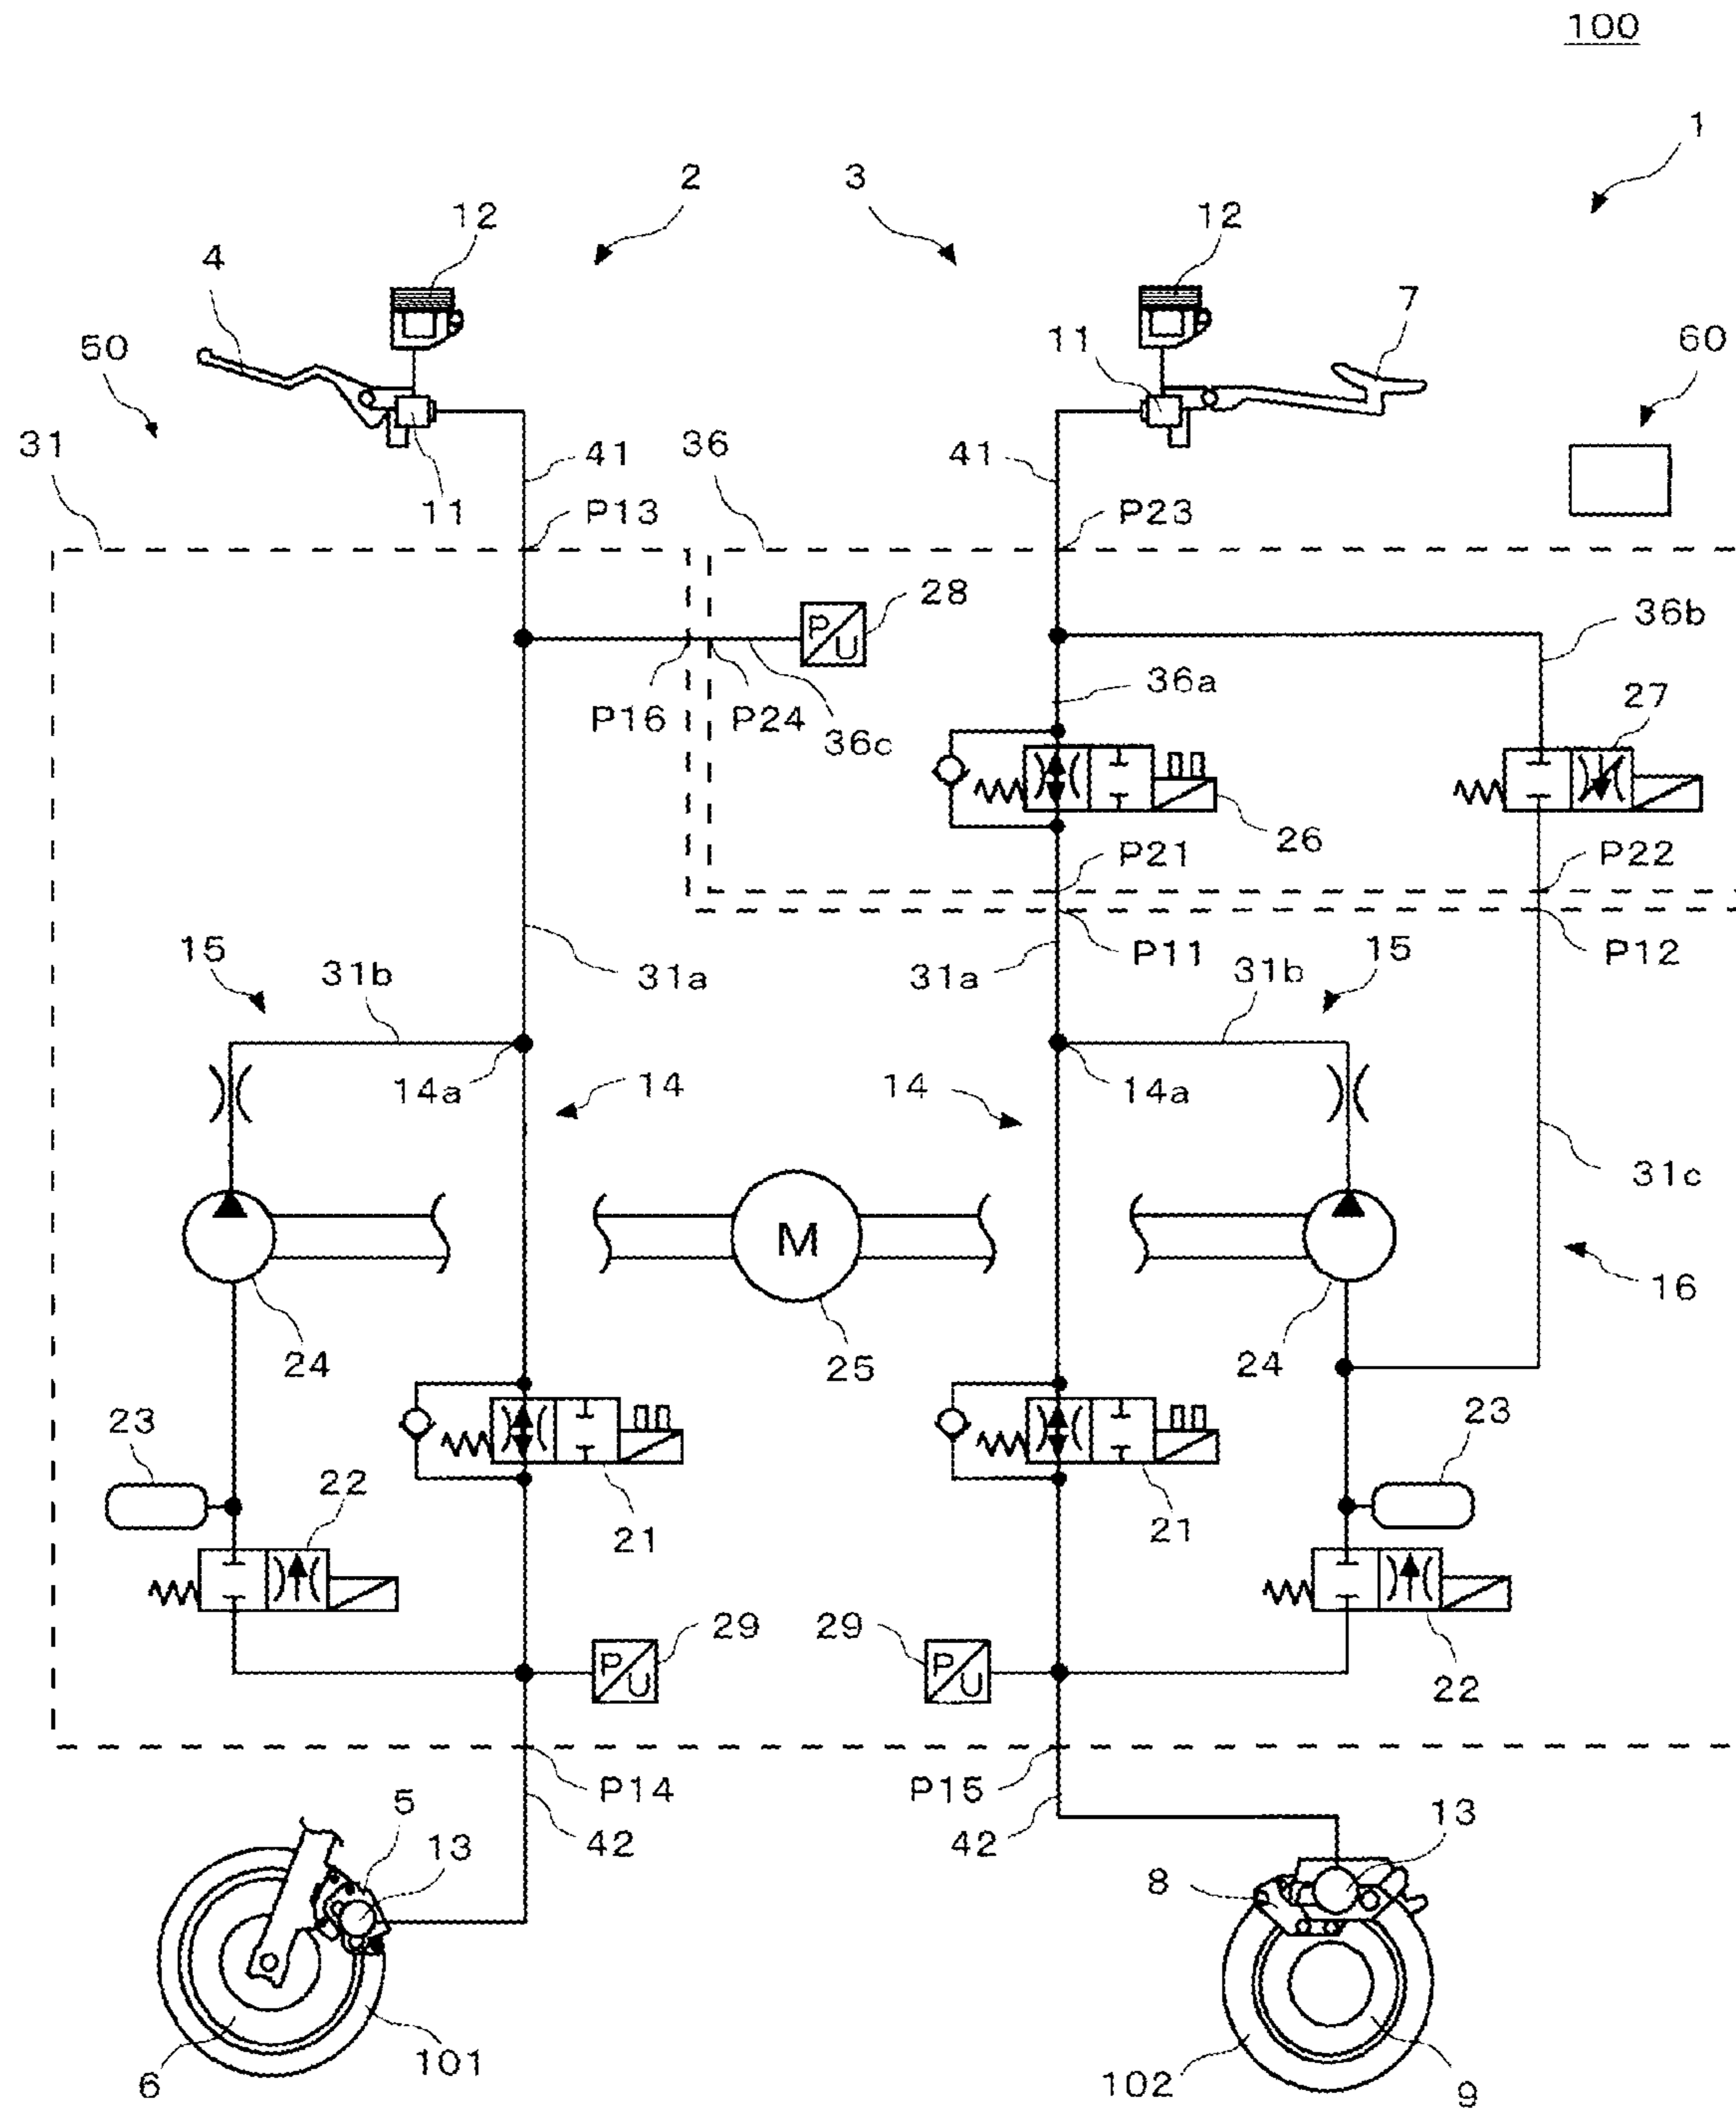 100
1
2 3
12 12
4 7
50 11 60
31 41 36 41
11
P13 P23
P/U 28 36b
36a
P16 P24 36c 27
26
P21 P22
15 P11 P12
31b 31a 31a 31b 15
14a 14 14 14a
31c
M
16
24 25 24
23 23
22 21 21
29 29
P/U P/U
22
P14 P15
5 13 42 42 13
8
101
6 102 9